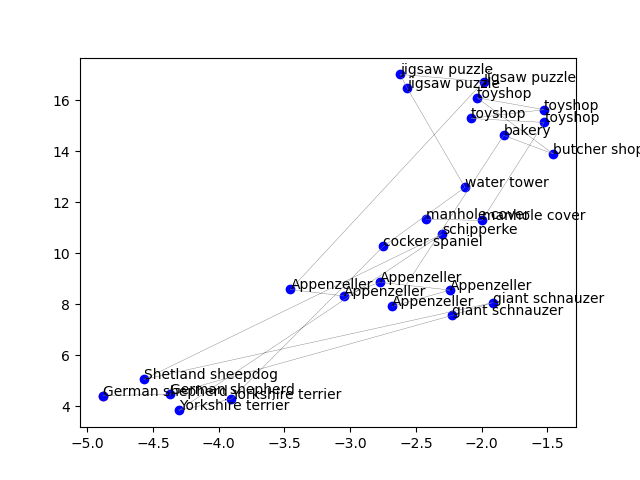 jigsaw puzzle
jigsaw puzzle
jigsaw puzzle
toyshop
toyshop
toyshop
toyshop
bakery
butcher shop
water tower
manhole cover
manhole cover
schipperke
cocker spaniel
Appenzeller
Appenzeller
Appenzeller
Appenzeller
Appenzeller
giant schnauzer
giant schnauzer
Shetland sheepdog
German shepherd
German shepherd
Yorkshire terrier
Yorkshire terrier
16
14
12
10
8
6
4
−5.0 −4.5 −4.0 −3.5 −3.0 −2.5 −2.0 −1.5